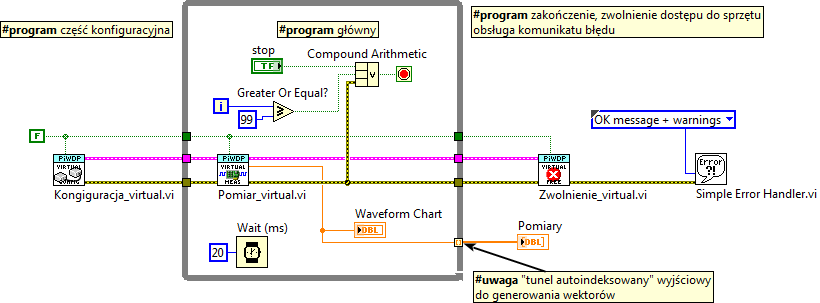 #program część konfiguracyjna
#program główny
#program zakończenie, zwolnienie dostępu do sprzętu
obsługa komunikatu błędu
stop
TF
Compound Arithmetic
V
Greater Or Equal?
i
99
≥
OK message + warnings
F
PiWDP
VIRTUAL
CONFIG
Kongiguracja_virtual.vi
PiWDP
VIRTUAL
MEAS
Pomiar_virtual.vi
PiWDP
VIRTUAL
FREE
Zwolnienie_virtual.vi
Error
?!
Simple Error Handler.vi
Waveform Chart
DBL
Wait (ms)
20
Pomiary
DBL
#uwaga "tunel autoindeksowany" wyjściowy
do generowania wektorów